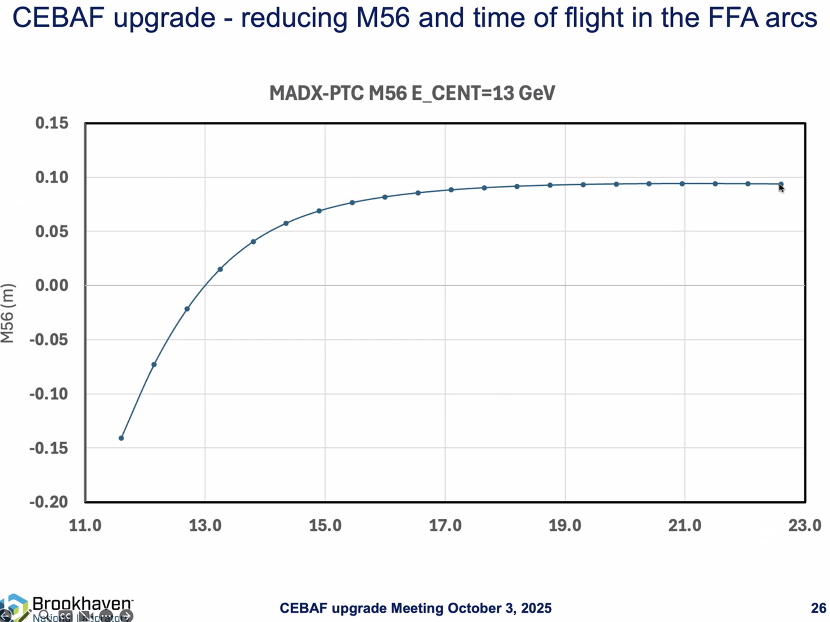 CEBAF upgrade - reducing M56 and time of flight in the FFA arcs
MADX-PTC M56 E_CENT=13 GeV
0.15
0.10
0.05
0.00
-0.05
-0.10
-0.15
-0.20
M56 (m)
11.0 13.0 15.0 17.0 19.0 21.0 23.0
Brookhaven
National Laboratory
CEBAF upgrade Meeting October 3, 2025
26